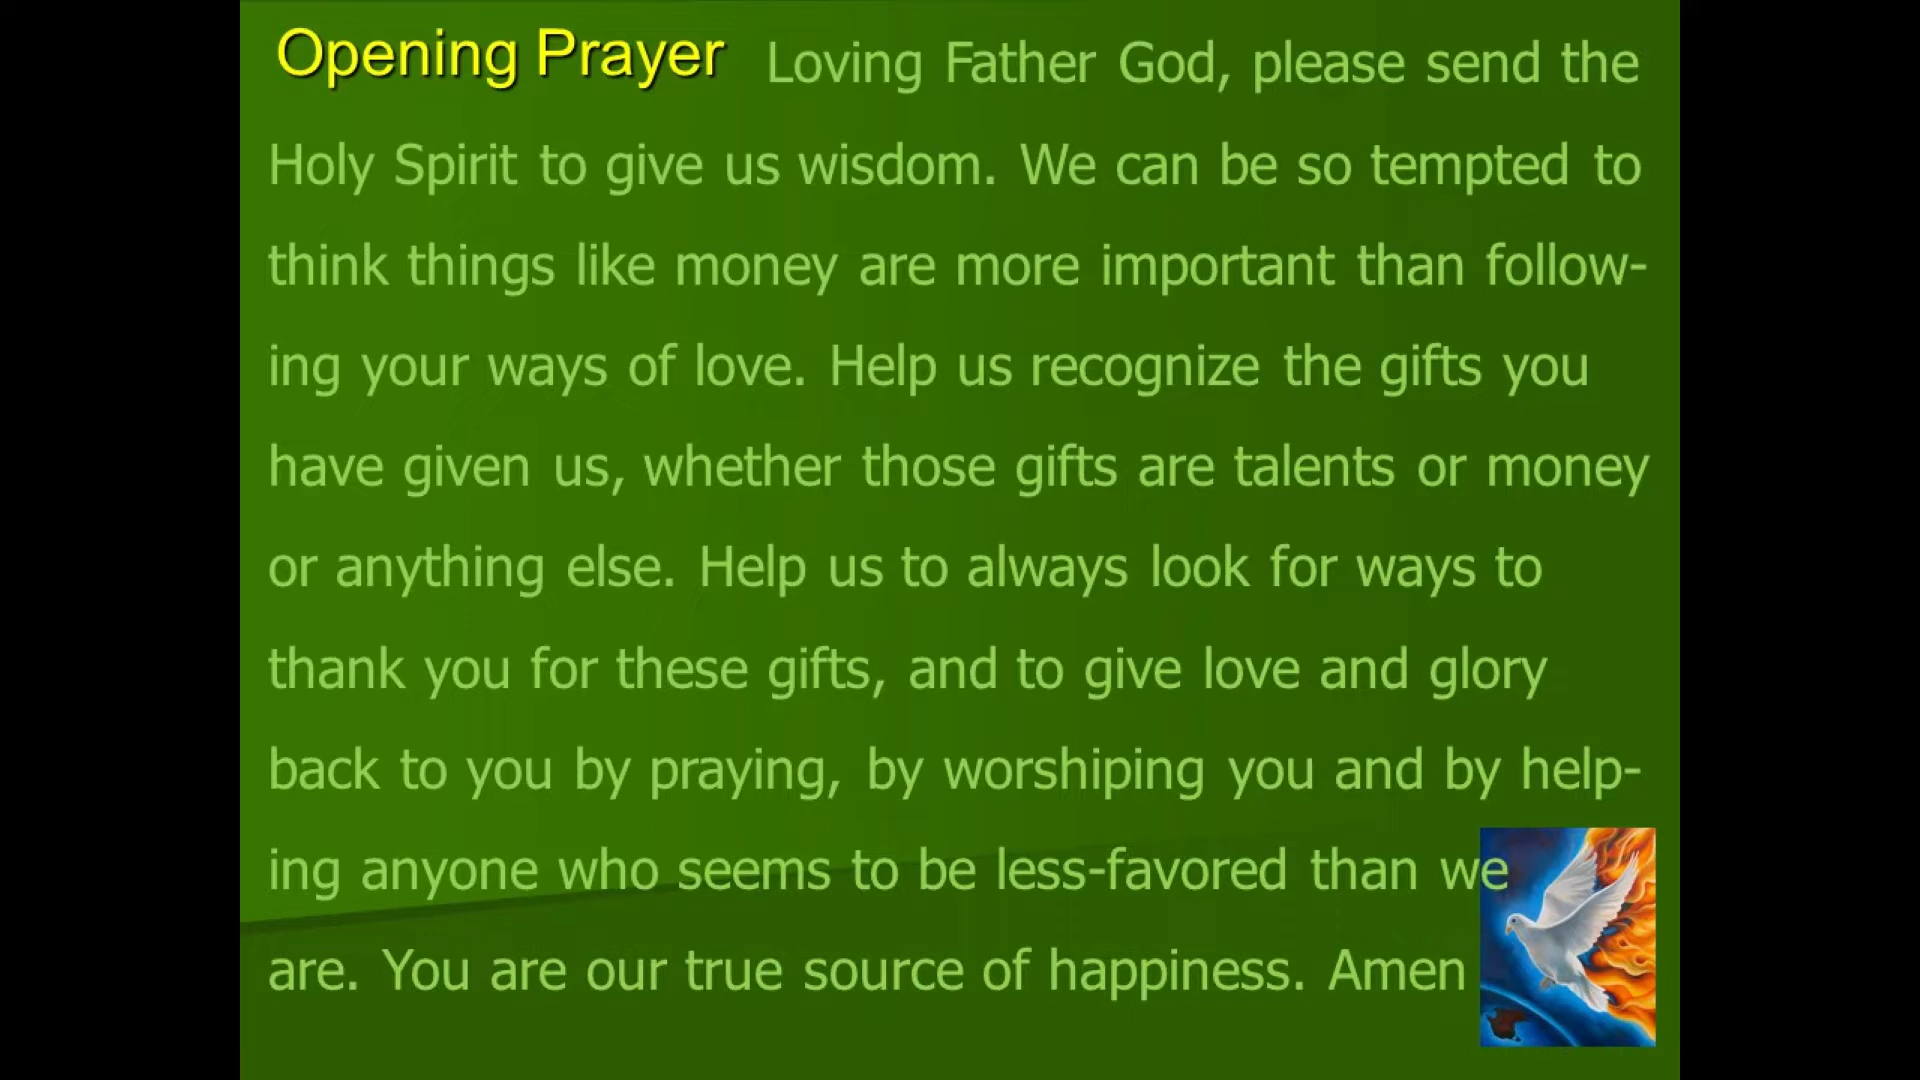 Opening Prayer Loving Father God, please send the
Holy Spirit to give us wisdom. We can be so tempted to
think things like money are more important than follow-
ing your ways of love. Help us recognize the gifts you
have given us, whether those gifts are talents or money
or anything else. Help us to always look for ways to
thank you for these gifts, and to give love and glory
back to you by praying, by worshiping you and by help-
ing anyone who seems to be less-favored than we
are. You are our true source of happiness. Amen